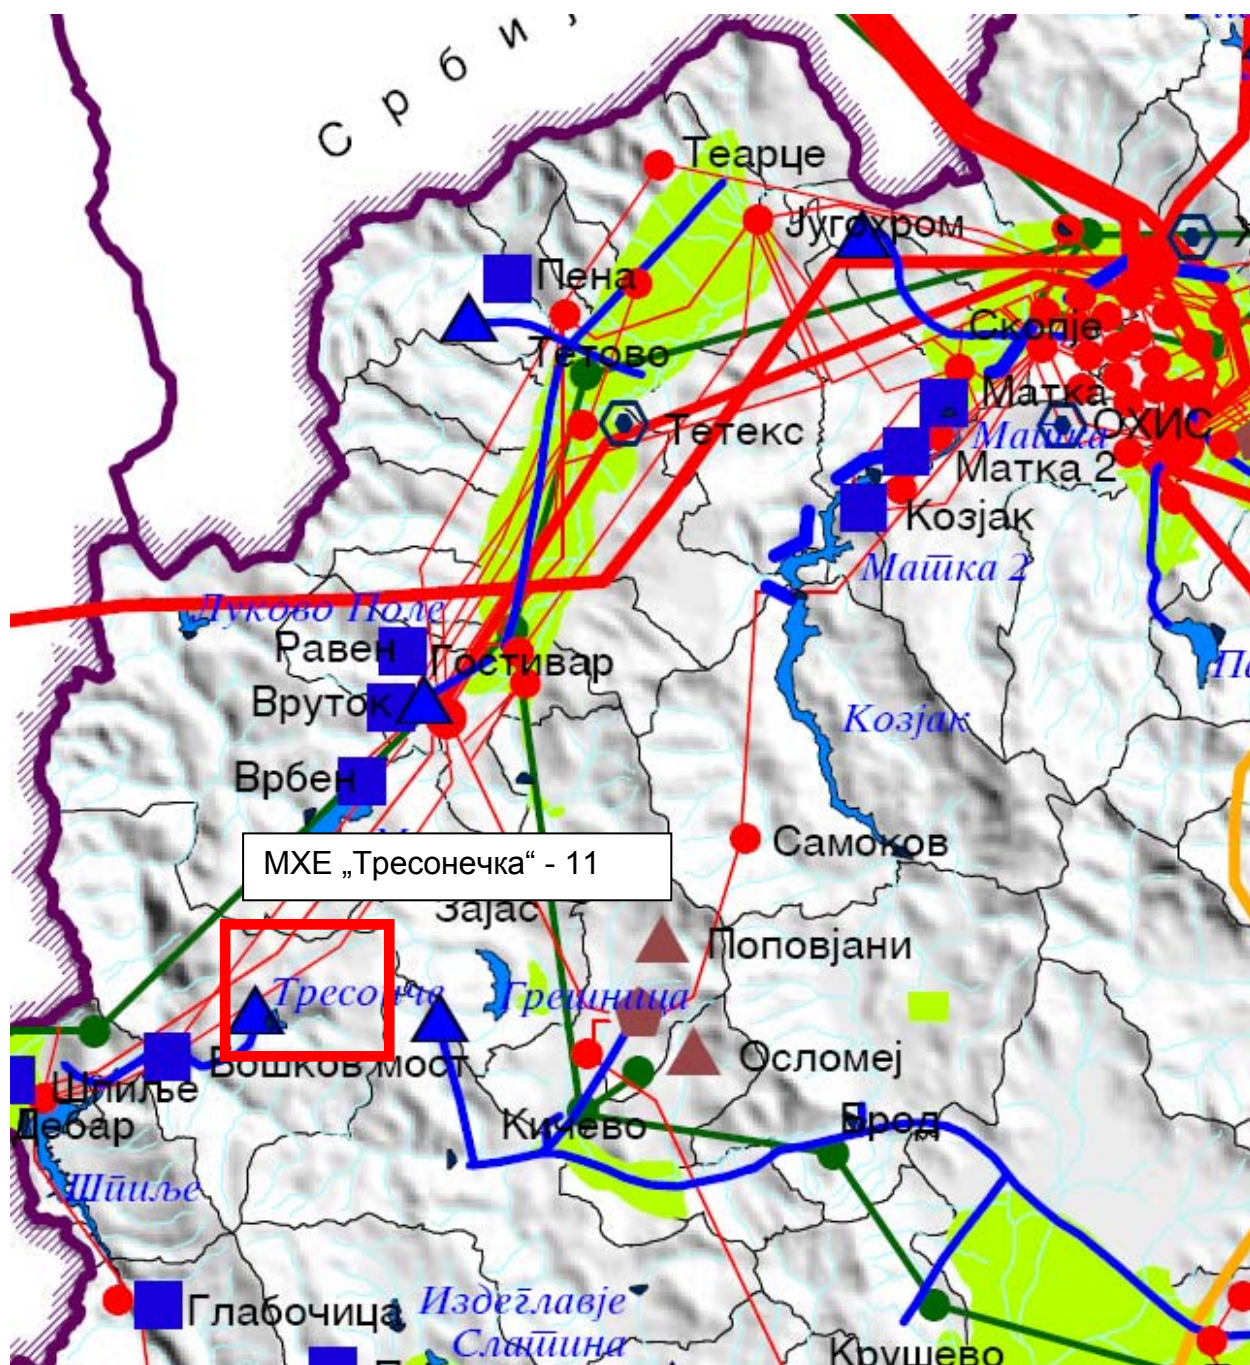 Србиј
Теарце
Југохром
Пена
Скопје
Тетово
Матка
Тетекс
Матка
ОХИС
Матка 2
Козјак
Матка 2
Луково Поле
Равен
Гостивар
Вруток
Козјак
Врбен
Самоков
МХЕ „Тресонечка“ - 11
Зајас
Поповјани
Тресонче
Грешница
Бошков мост
Осломеј
Шпиље
Дебар
Кичево
Брод
Шпиље
Глабочица
Издеглавје
Слатина
Крушево